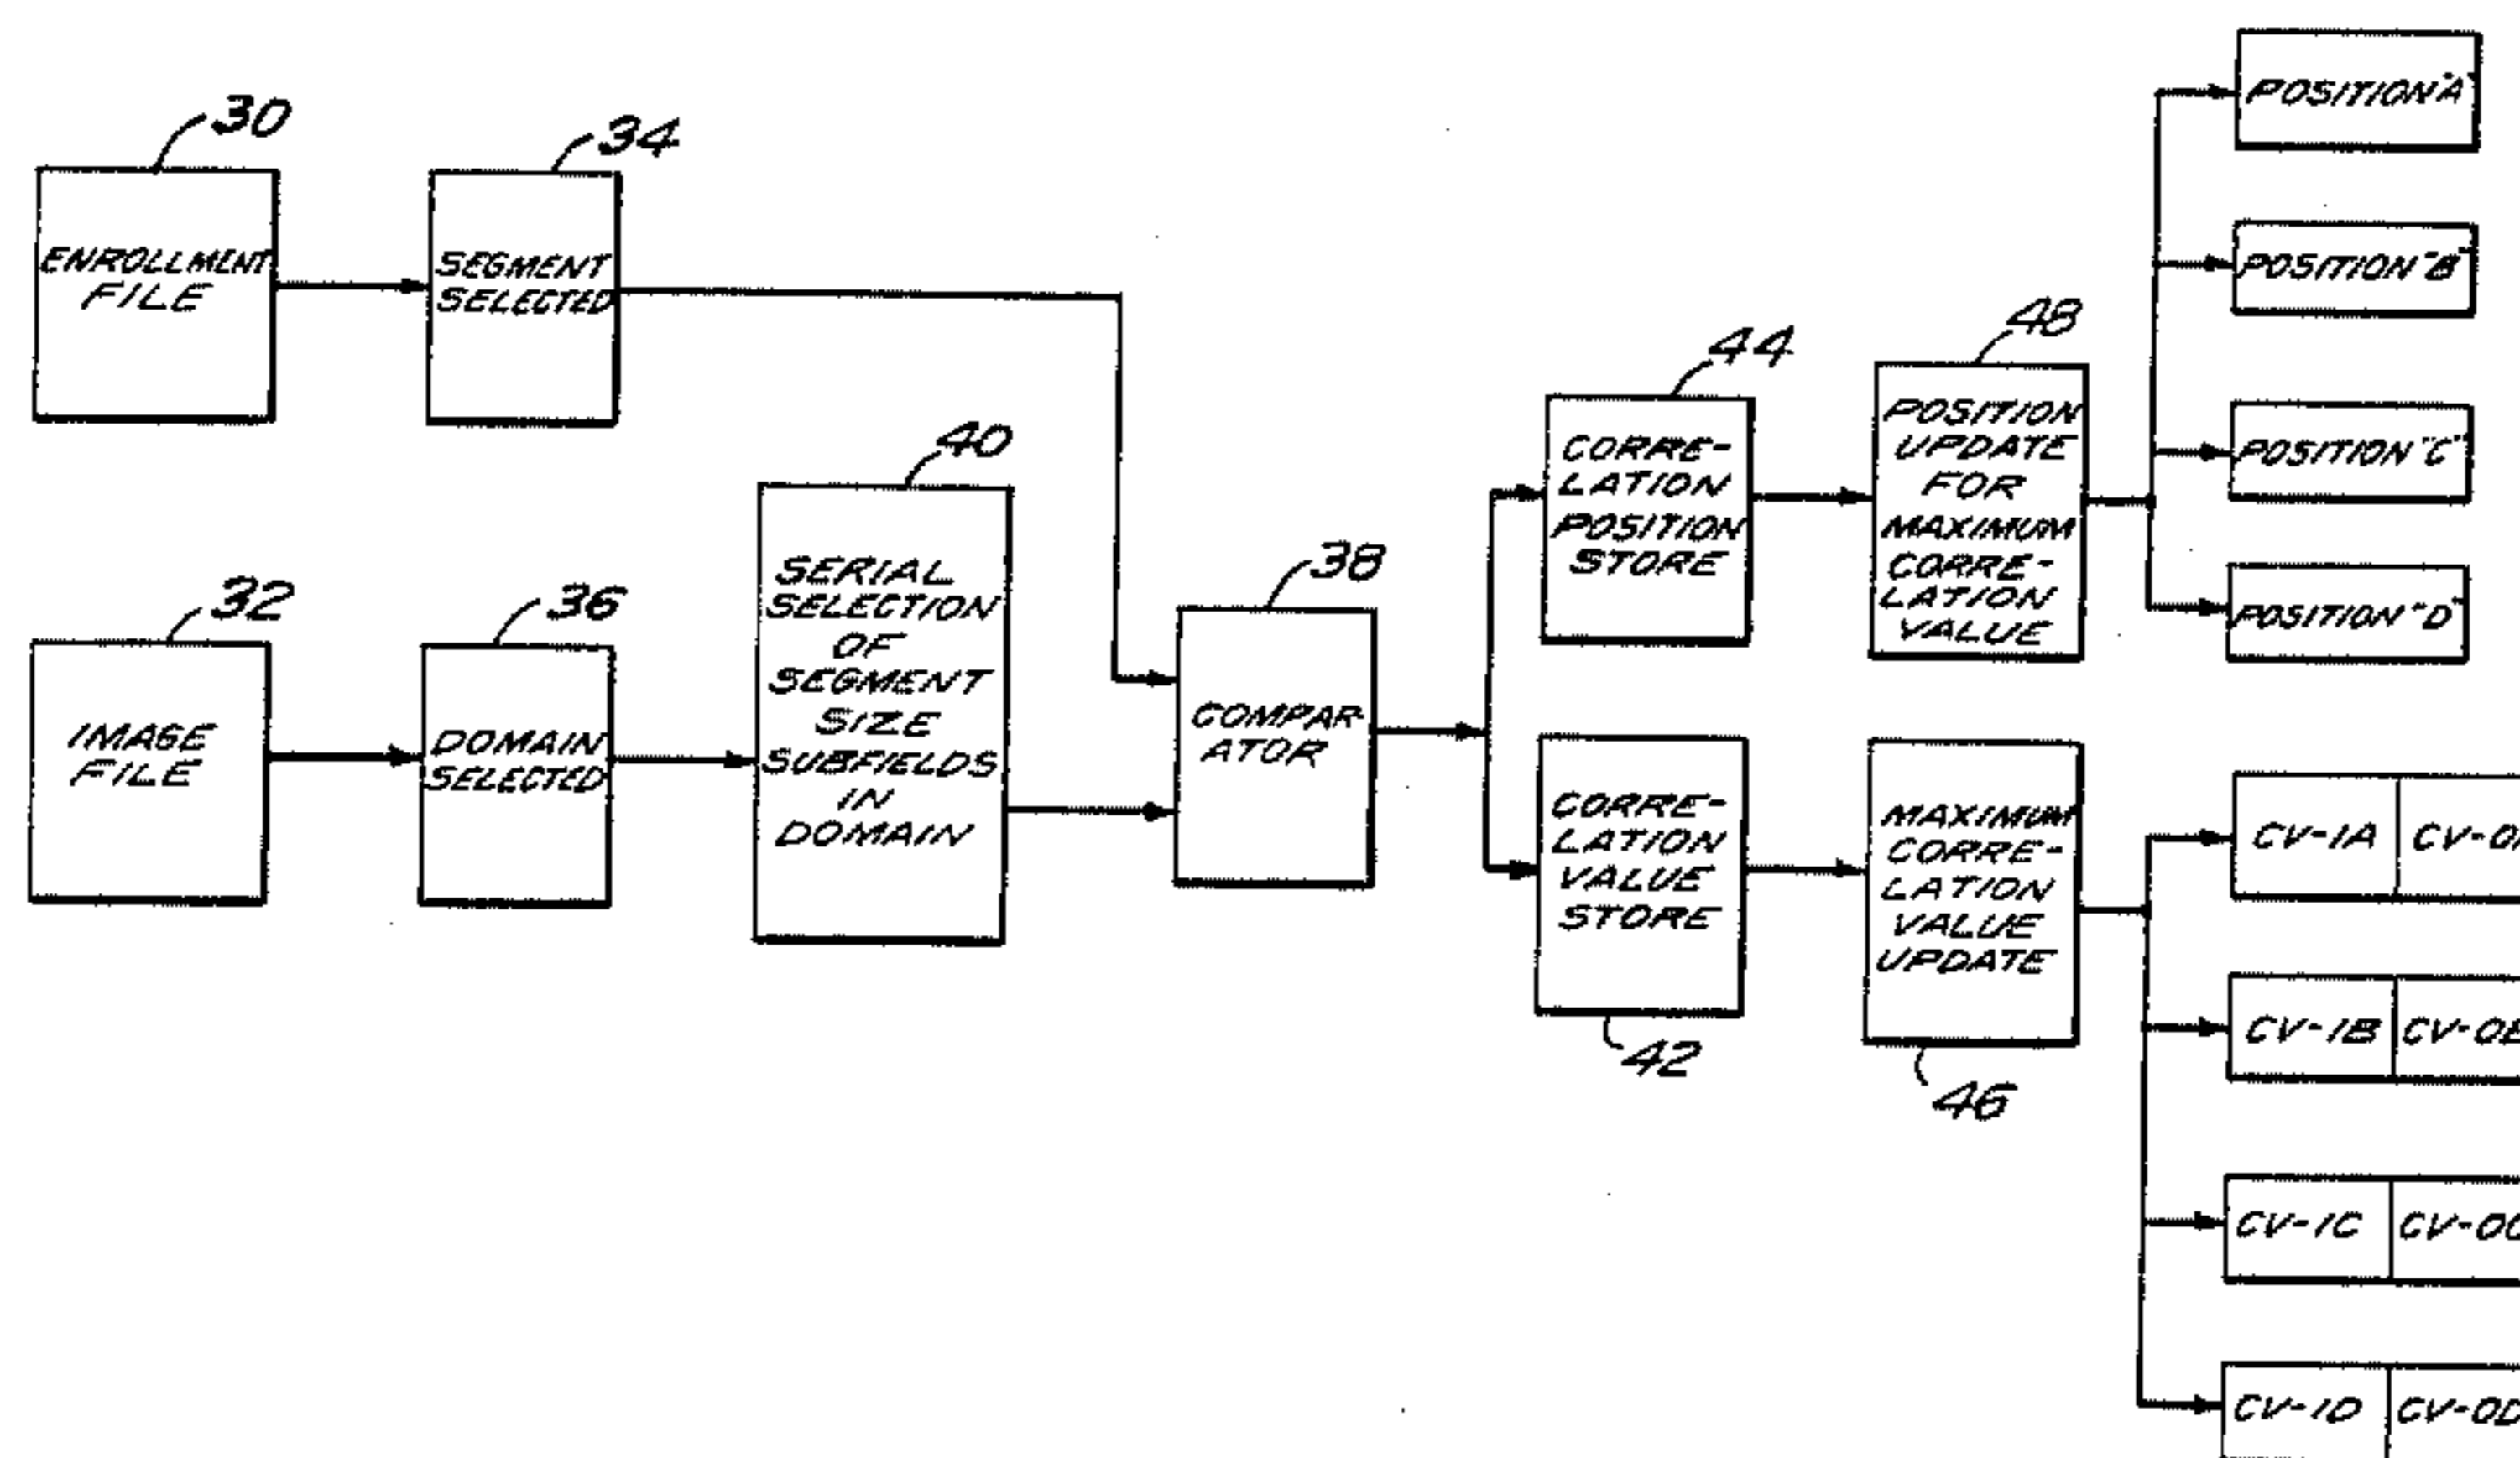 30
ENROLLMENT
FILE
34
SEGMENT
SELECTED
32
IMAGE
FILE
36
DOMAIN
SELECTED
40
SERIAL
SELECTION
OF
SEGMENT
SIZE
SUBFIELDS
IN
DOMAIN
38
COMPAR-
ATOR
44
CORRE-
LATION
POSITION
STORE
48
POSITION
UPDATE
FOR
MAXIMUM
CORRE-
LATION
VALUE
CORRE-
LATION
VALUE
STORE
42
MAXIMUM
CORRE-
LATION
VALUE
UPDATE
46
POSITION "A"
POSITION "B"
POSITION "C"
POSITION "D"
CV-1A
CV-1B
CV-1C
CV-1D CV-0D